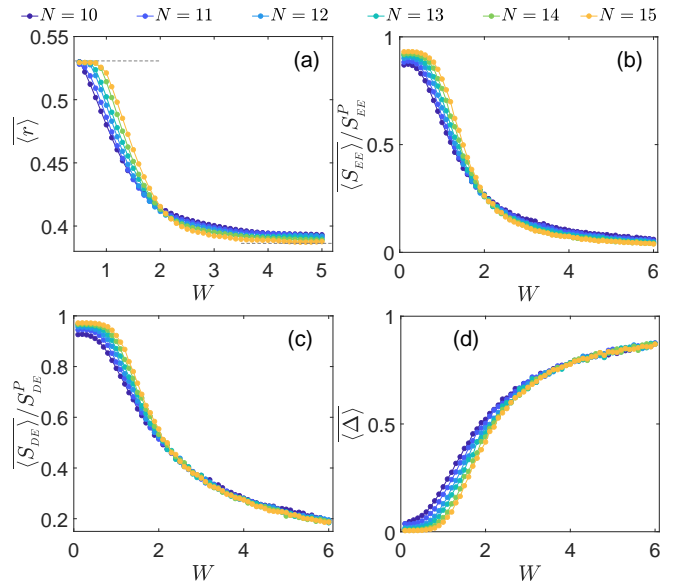 N = 10 N = 11 N = 12 N = 13 N = 14 N = 15
0.55
0.5
0.45
0.4
⟨r⟩
(a)
1 2 3 4 5
W
1
0.5
0
⟨S_EE⟩/S_EE^P
(b)
0 2 4 6
W
1
0.8
0.6
0.4
0.2
⟨S_DE⟩/S_DE^P
(c)
0 2 4 6
W
1
0.5
0
⟨Δ⟩
(d)
0 2 4 6
W